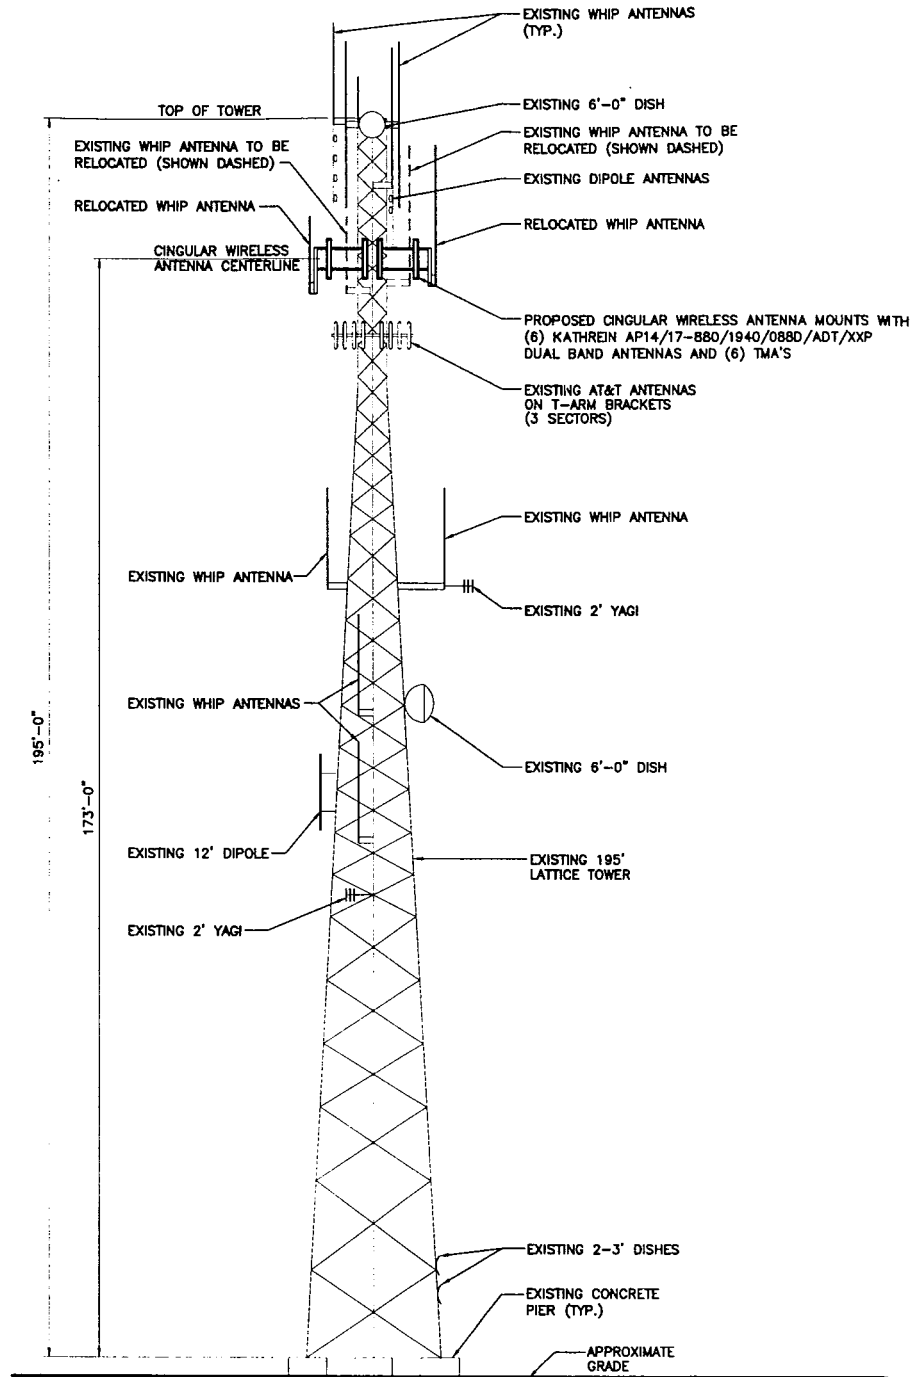 EXISTING WHIP ANTENNAS
(TYP.)
TOP OF TOWER
EXISTING 6'-0" DISH
EXISTING WHIP ANTENNA TO BE
RELOCATED (SHOWN DASHED)
EXISTING WHIP ANTENNA TO BE
RELOCATED (SHOWN DASHED)
EXISTING DIPOLE ANTENNAS
RELOCATED WHIP ANTENNA
RELOCATED WHIP ANTENNA
CINGULAR WIRELESS
ANTENNA CENTERLINE
PROPOSED CINGULAR WIRELESS ANTENNA MOUNTS WITH
(6) KATHREIN AP14/17-880/1940/088D/ADT/XXP
DUAL BAND ANTENNAS AND (6) TMA'S
EXISTING AT&T ANTENNAS
ON T-ARM BRACKETS
(3 SECTORS)
EXISTING WHIP ANTENNA
EXISTING WHIP ANTENNA
EXISTING 2' YAGI
EXISTING WHIP ANTENNAS
195'-0"
EXISTING 6'-0" DISH
173'-0"
EXISTING 12' DIPOLE
EXISTING 195'
LATTICE TOWER
EXISTING 2' YAGI
EXISTING 2-3' DISHES
EXISTING CONCRETE
PIER (TYP.)
APPROXIMATE
GRADE